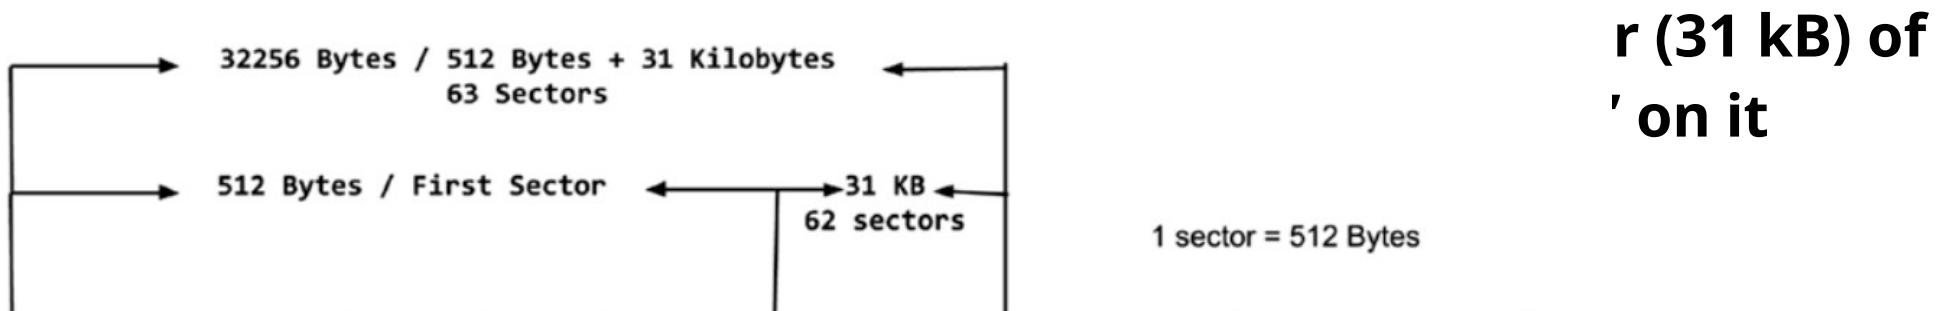 32256 Bytes / 512 Bytes + 31 Kilobytes
63 Sectors
512 Bytes / First Sector
31 KB
62 sectors
1 sector = 512 Bytes
r (31 kB) of
' on it